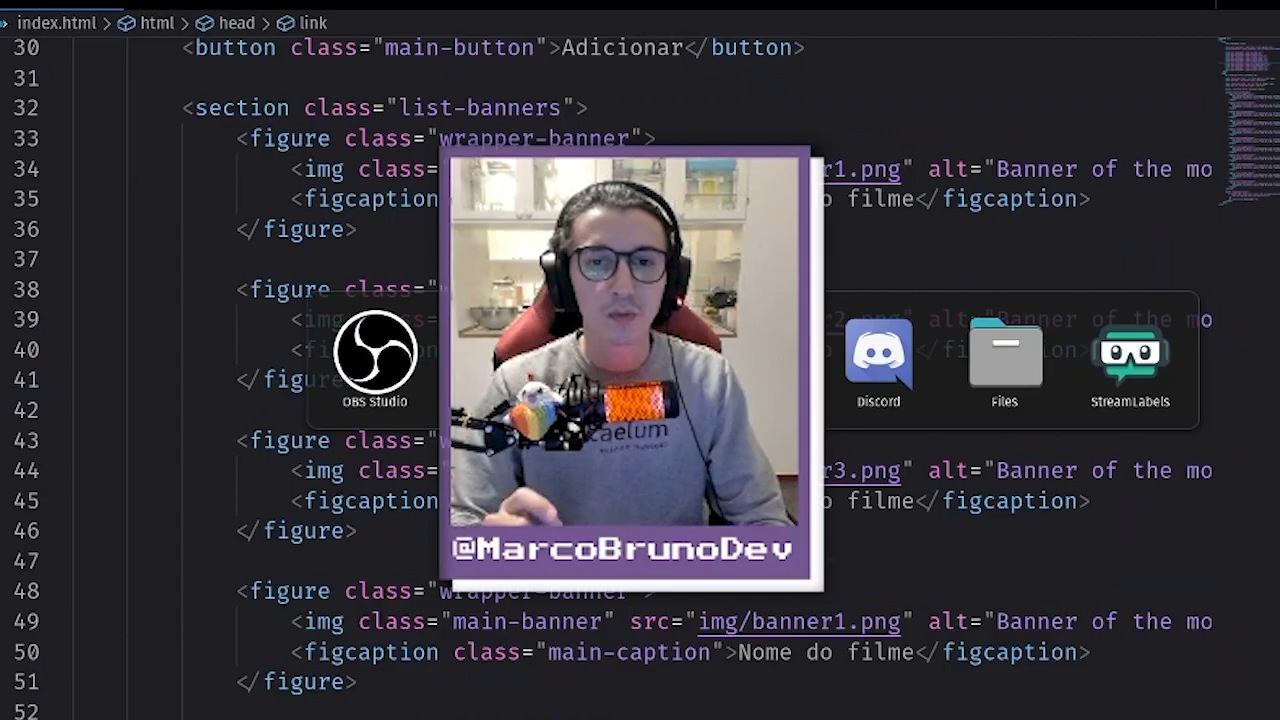 index.html > html > head > link
30 <button class="main-button">Adicionar</button>
31
32 <section class="list-banners">
33 <figure class="wrapper-banner">
34 <img class= r1.png" alt="Banner of the mo
35 <figcaption filme</figcaption>
36 </figure>
37
38 <figure class="
39 <img class= alt="Banner of the mo
40
41 </figure>
42
43 <figure class="
44 <img class= r3.png" alt="Banner of the mo
45 <figcaption filme</figcaption>
46 </figure>
47
48 <figure class="wrapper-banner">
49 <img class="main-banner" src="img/banner1.png" alt="Banner of the mo
50 <figcaption class="main-caption">Nome do filme</figcaption>
51 </figure>
52
OBS Studio
Discord
Files
StreamLabels
caelum
@MarcoBrunoDev